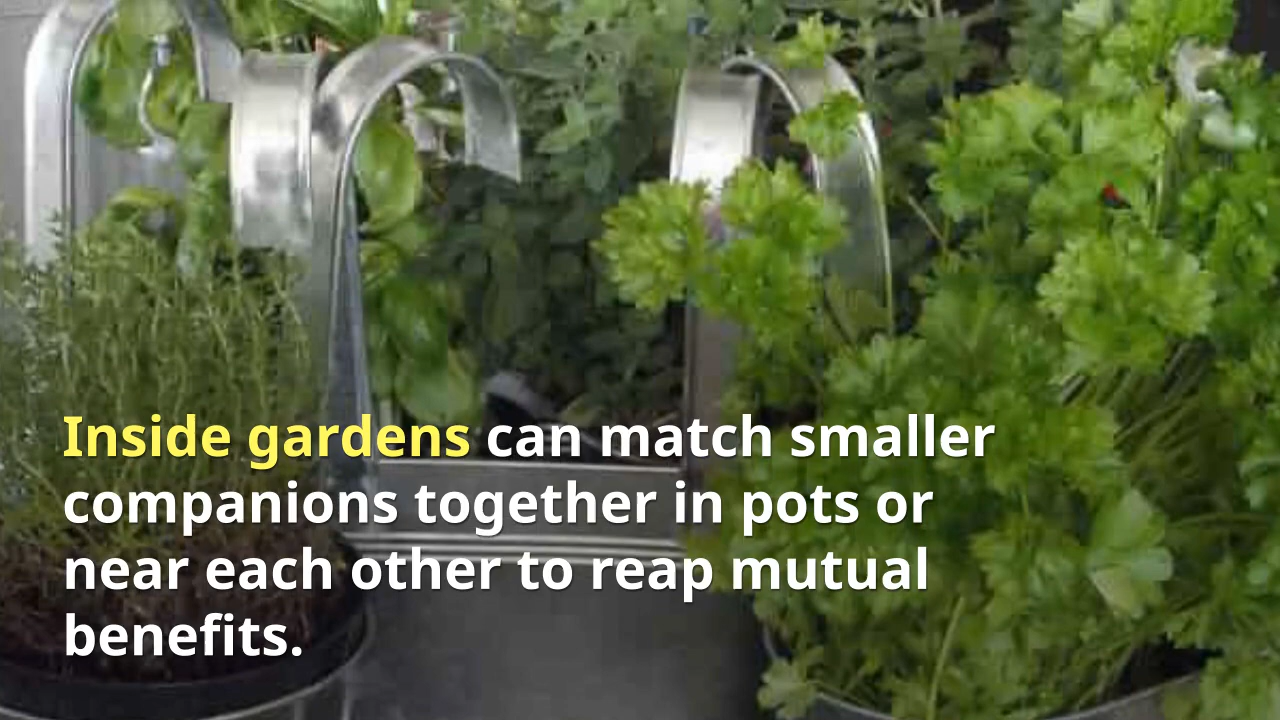 Inside gardens can match smaller
companions together in pots or
near each other to reap mutual
benefits.